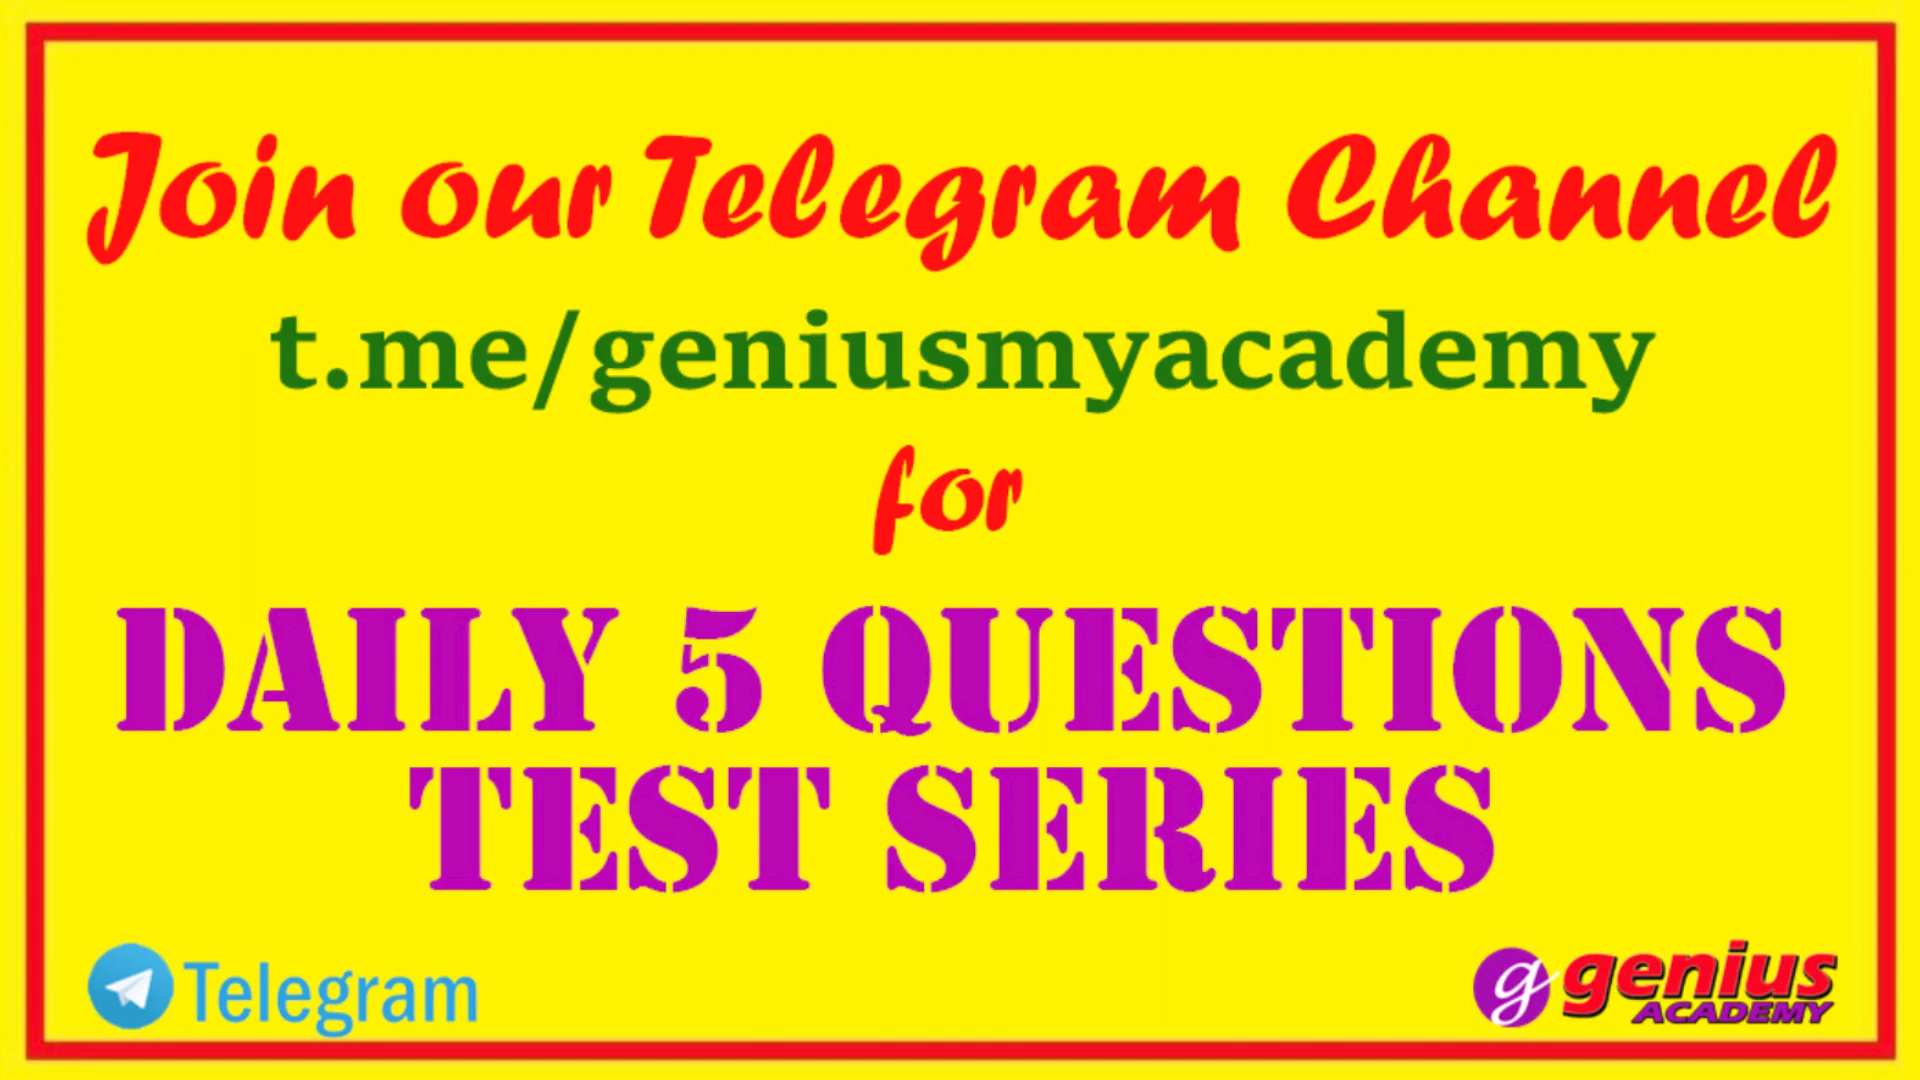 Join our Telegram Channel
t.me/geniusmyacademy
for
DAILY 5 QUESTIONS
TEST SERIES
Telegram
g genius
ACADEMY